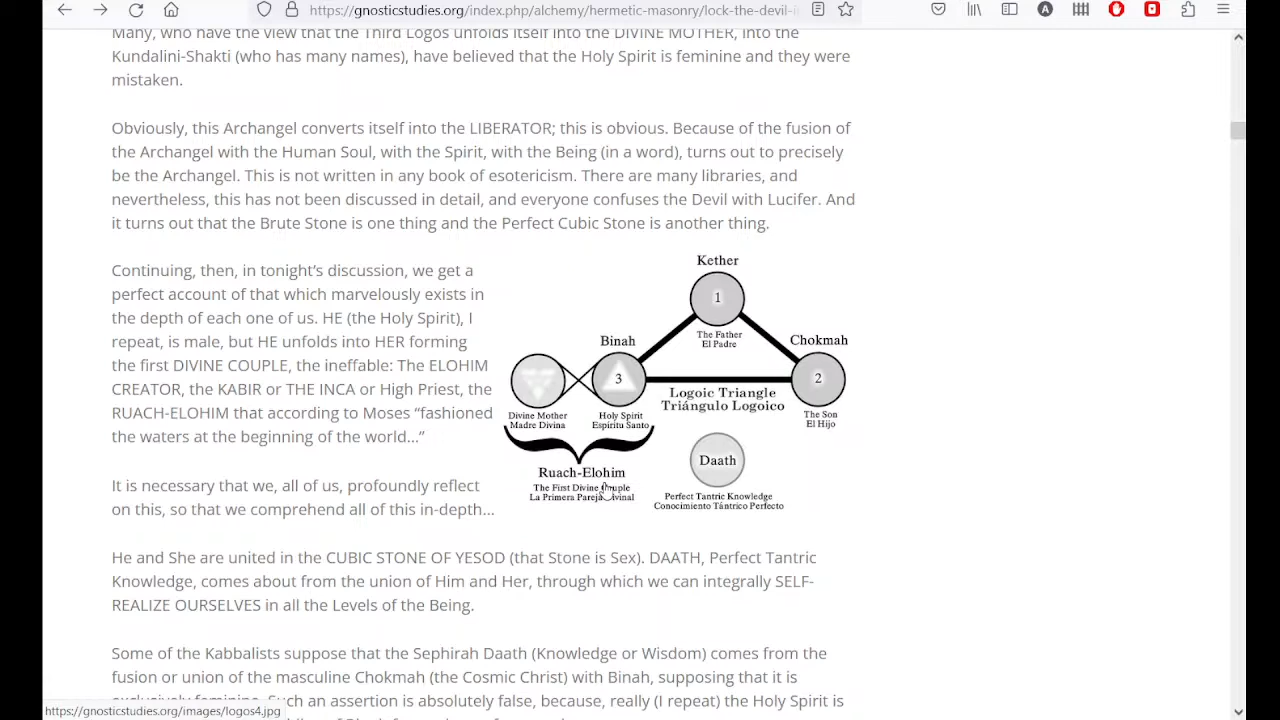 https://gnosticstudies.org/index.php/alchemy/hermetic-masonry/lock-the-devil-i
Many, who have the view that the Third Logos unfolds itself into the DIVINE MOTHER, into the
Kundalini-Shakti (who has many names), have believed that the Holy Spirit is feminine and they were
mistaken.
Obviously, this Archangel converts itself into the LIBERATOR; this is obvious. Because of the fusion of
the Archangel with the Human Soul, with the Spirit, with the Being (in a word), turns out to precisely
be the Archangel. This is not written in any book of esotericism. There are many libraries, and
nevertheless, this has not been discussed in detail, and everyone confuses the Devil with Lucifer. And
it turns out that the Brute Stone is one thing and the Perfect Cubic Stone is another thing.
Continuing, then, in tonight's discussion, we get a
perfect account of that which marvelously exists in
the depth of each one of us. HE (the Holy Spirit), I
repeat, is male, but HE unfolds into HER forming
the first DIVINE COUPLE, the ineffable: The ELOHIM
CREATOR, the KABIR or THE INCA or High Priest, the
RUACH-ELOHIM that according to Moses “fashioned
the waters at the beginning of the world...”
It is necessary that we, all of us, profoundly reflect
on this, so that we comprehend all of this in-depth...
Kether
1
The Father
El Padre
Binah
3
Chokmah
2
Logoic Triangle
Triángulo Logoico
Divine Mother
Madre Divina
Holy Spirit
Espíritu Santo
The Son
El Hijo
Ruach-Elohim
The First Divine Couple
La Primera Pareja Divinal
Daath
Perfect Tantric Knowledge
Conocimiento Tántrico Perfecto
He and She are united in the CUBIC STONE OF YESOD (that Stone is Sex). DAATH, Perfect Tantric
Knowledge, comes about from the union of Him and Her, through which we can integrally SELF-
REALIZE OURSELVES in all the Levels of the Being.
Some of the Kabbalists suppose that the Sephirah Daath (Knowledge or Wisdom) comes from the
fusion or union of the masculine Chokmah (the Cosmic Christ) with Binah, supposing that it is
exclusively feminine. Such an assertion is absolutely false, because, really (I repeat) the Holy Spirit is
https://gnosticstudies.org/images/logos4.jpg